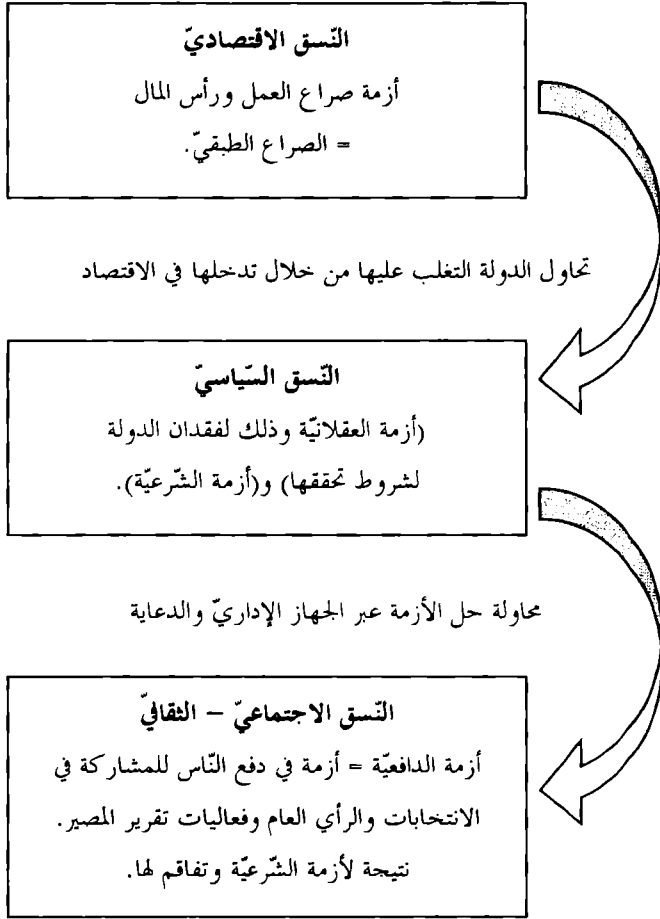 النّسق الاقتصاديّ
أزمة صراع العمل ورأس المال
= الصراع الطبقيّ.
تحاول الدولة التغلب عليها من خلال تدخلها في الاقتصاد
النّسق السّياسيّ
(أزمة العقلانيّة وذلك لفقدان الدولة
لشروط تحققها) و(أزمة الشّرعيّة).
محاولة حل الأزمة عبر الجهاز الإداريّ والدعاية
النّسق الاجتماعيّ – الثقافيّ
أزمة الدافعيّة = أزمة في دفع النّاس للمشاركة في
الانتخابات والرأي العام وفعاليات تقرير المصير.
نتيجة لأزمة الشّرعيّة وتفاقم لها.